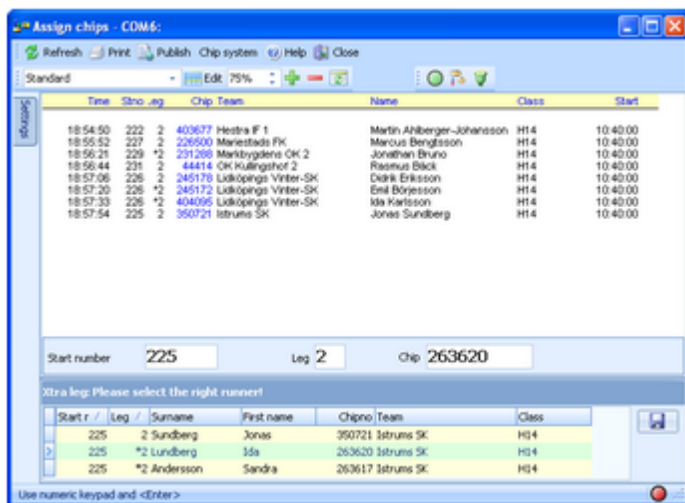 Assign chips - COM6:
Refresh Print Publish Chip system Help Close
Standard Edit 75%
Settings
Time Stno Leg Chip Team Name Class Start
18:54:50 222 2 403677 Hestra IF 1 Martin Ahlberger-Johansson H14 10:40:00
18:55:52 227 2 226500 Mariestads FK Marcus Bengtsson H14 10:40:00
18:56:21 229 *2 231288 Markbygdens OK 2 Jonathan Bruno H14 10:40:00
18:56:44 231 2 44414 OK Kullingshof 2 Rasmus Bäck H14 10:40:00
18:57:06 226 2 245178 Lidköpings Vinter-SK Didrik Eriksson H14 10:40:00
18:57:20 226 *2 245172 Lidköpings Vinter-SK Emil Börjesson H14 10:40:00
18:57:33 226 *2 404095 Lidköpings Vinter-SK Ida Karlsson H14 10:40:00
18:57:54 225 2 350721 Istrums SK Jonas Sundberg H14 10:40:00
Start number 225 Leg 2 Chip 263620
Xtra leg: Please select the right runner!
Start r / Leg / Surname First name Chipno Team Class
225 2 Sundberg Jonas 350721 Istrums SK H14
225 *2 Lundberg Ida 263620 Istrums SK H14
225 *2 Andersson Sandra 263617 Istrums SK H14
Use numeric keypad and <Enter>